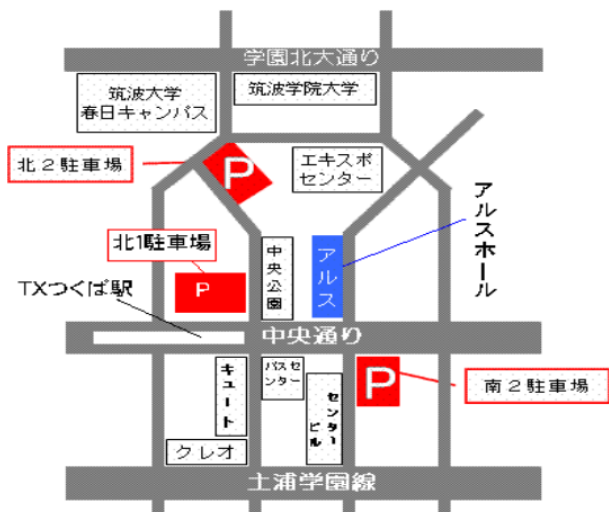 学園北大通り
筑波大学
春日キャンパス
筑波学院大学
北２駐車場
P
エキスポ
センター
アルスホール
北1駐車場
P
中央公園
アルス
TXつくば駅
中央通り
キュート
バスセ
ンター
センター
ビル
P
南２駐車場
クレオ
土浦学園線